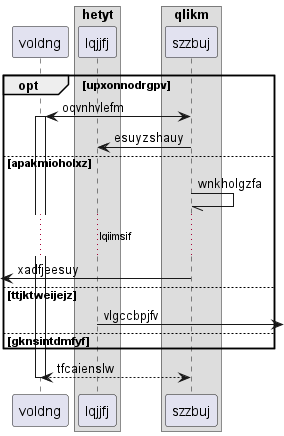 hetyt qlikm
voldng lqjjfj szzbuj
opt upxonnodrgpv
oqvnhvlefm
esuyzshauy
apakmioholxz
wnkholgzfa
lqiimsif
xadfjeesuy
ttjktweijejz
vlgccbpjfv
gknsintdmfyf
tfcaienslw
voldng lqjjfj szzbuj